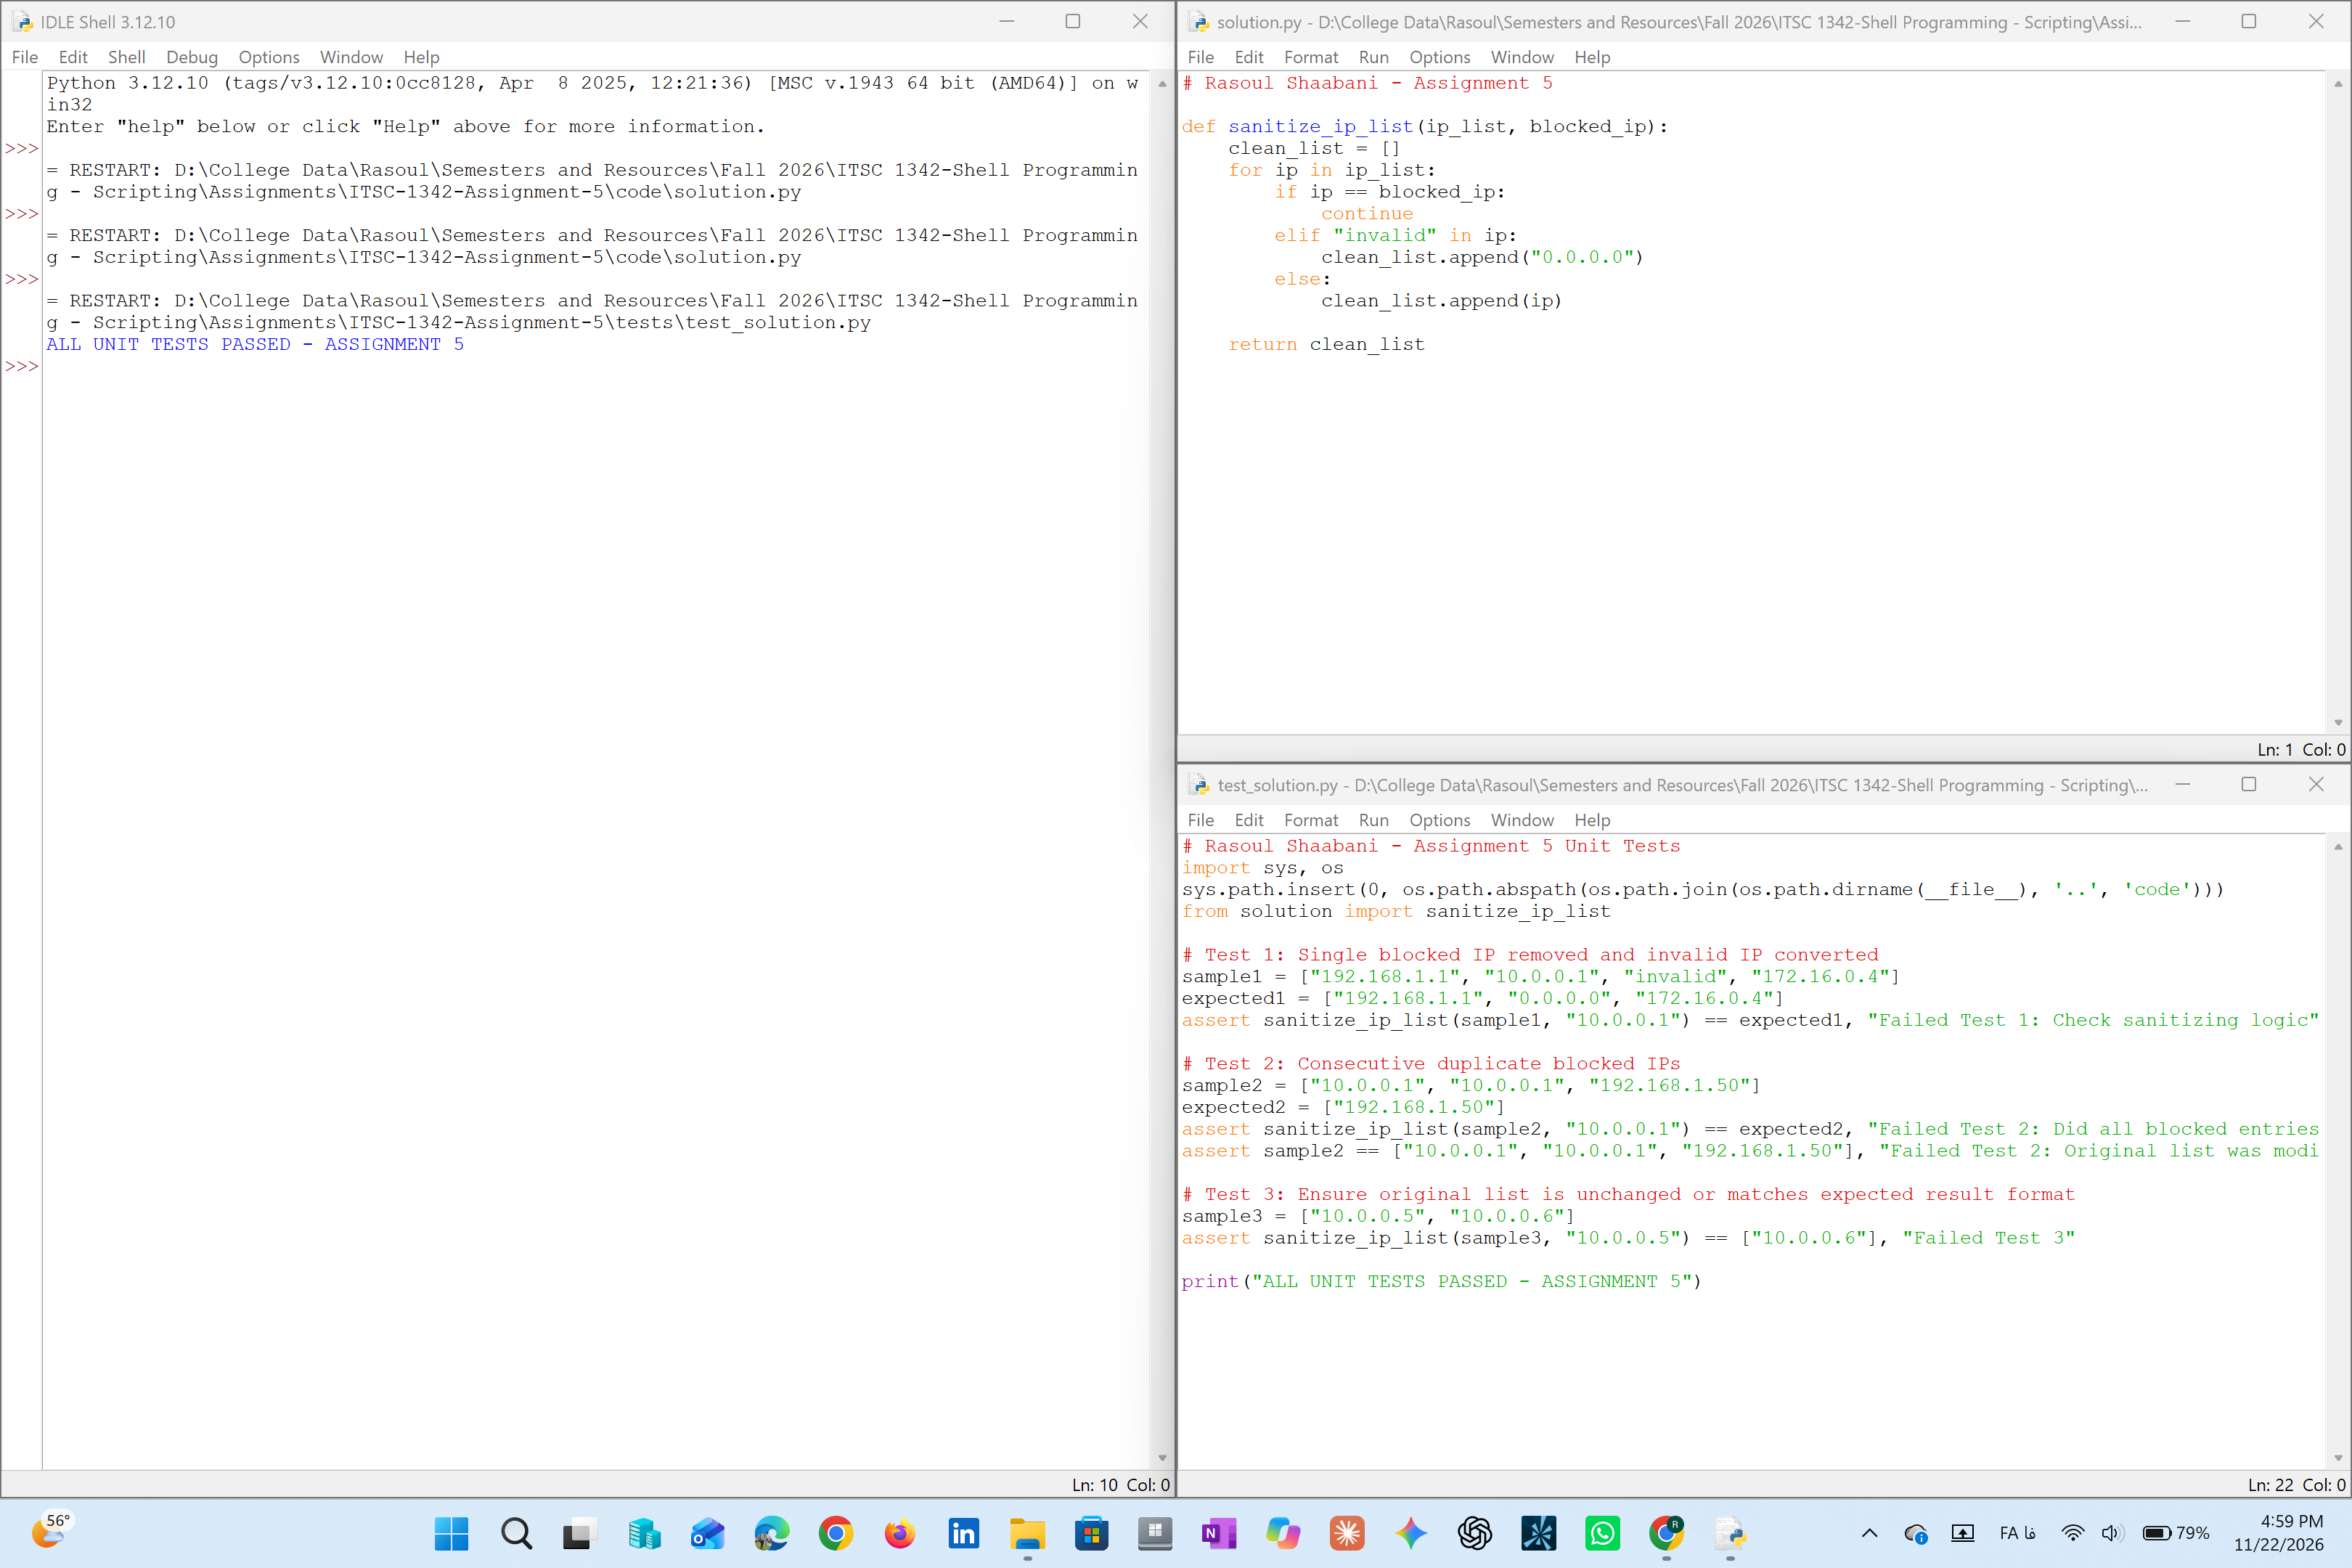 IDLE Shell 3.12.10
File Edit Shell Debug Options Window Help
Python 3.12.10 (tags/v3.12.10:0cc8128, Apr  8 2025, 12:21:36) [MSC v.1943 64 bit (AMD64)] on w
in32
Enter "help" below or click "Help" above for more information.
>>>
= RESTART: D:\College Data\Rasoul\Semesters and Resources\Fall 2026\ITSC 1342-Shell Programmin
g - Scripting\Assignments\ITSC-1342-Assignment-5\code\solution.py
>>>
= RESTART: D:\College Data\Rasoul\Semesters and Resources\Fall 2026\ITSC 1342-Shell Programmin
g - Scripting\Assignments\ITSC-1342-Assignment-5\code\solution.py
>>>
= RESTART: D:\College Data\Rasoul\Semesters and Resources\Fall 2026\ITSC 1342-Shell Programmin
g - Scripting\Assignments\ITSC-1342-Assignment-5\tests\test_solution.py
ALL UNIT TESTS PASSED - ASSIGNMENT 5
>>>
Ln: 10 Col: 0
solution.py - D:\College Data\Rasoul\Semesters and Resources\Fall 2026\ITSC 1342-Shell Programming - Scripting\Assi...
File Edit Format Run Options Window Help
# Rasoul Shaabani - Assignment 5
def sanitize_ip_list(ip_list, blocked_ip):
    clean_list = []
    for ip in ip_list:
        if ip == blocked_ip:
            continue
        elif "invalid" in ip:
            clean_list.append("0.0.0.0")
        else:
            clean_list.append(ip)
    return clean_list
Ln: 1 Col: 0
test_solution.py - D:\College Data\Rasoul\Semesters and Resources\Fall 2026\ITSC 1342-Shell Programming - Scripting\...
File Edit Format Run Options Window Help
# Rasoul Shaabani - Assignment 5 Unit Tests
import sys, os
sys.path.insert(0, os.path.abspath(os.path.join(os.path.dirname(__file__), '..', 'code')))
from solution import sanitize_ip_list
# Test 1: Single blocked IP removed and invalid IP converted
sample1 = ["192.168.1.1", "10.0.0.1", "invalid", "172.16.0.4"]
expected1 = ["192.168.1.1", "0.0.0.0", "172.16.0.4"]
assert sanitize_ip_list(sample1, "10.0.0.1") == expected1, "Failed Test 1: Check sanitizing logic"
# Test 2: Consecutive duplicate blocked IPs
sample2 = ["10.0.0.1", "10.0.0.1", "192.168.1.50"]
expected2 = ["192.168.1.50"]
assert sanitize_ip_list(sample2, "10.0.0.1") == expected2, "Failed Test 2: Did all blocked entries
assert sample2 == ["10.0.0.1", "10.0.0.1", "192.168.1.50"], "Failed Test 2: Original list was modi
# Test 3: Ensure original list is unchanged or matches expected result format
sample3 = ["10.0.0.5", "10.0.0.6"]
assert sanitize_ip_list(sample3, "10.0.0.5") == ["10.0.0.6"], "Failed Test 3"
print("ALL UNIT TESTS PASSED - ASSIGNMENT 5")
Ln: 22 Col: 0
56°
in
N
R
FA فا
79%
4:59 PM
11/22/2026